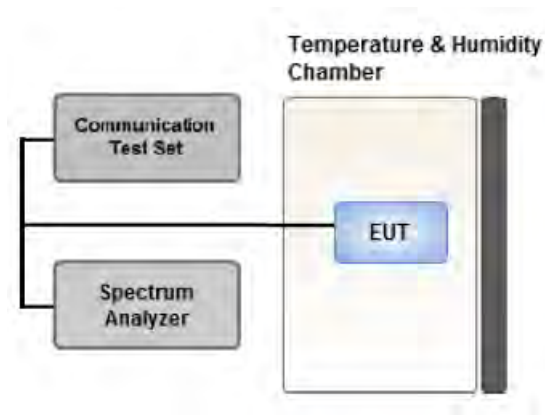 Temperature & Humidity
Chamber
Communication
Test Set
EUT
Spectrum
Analyzer